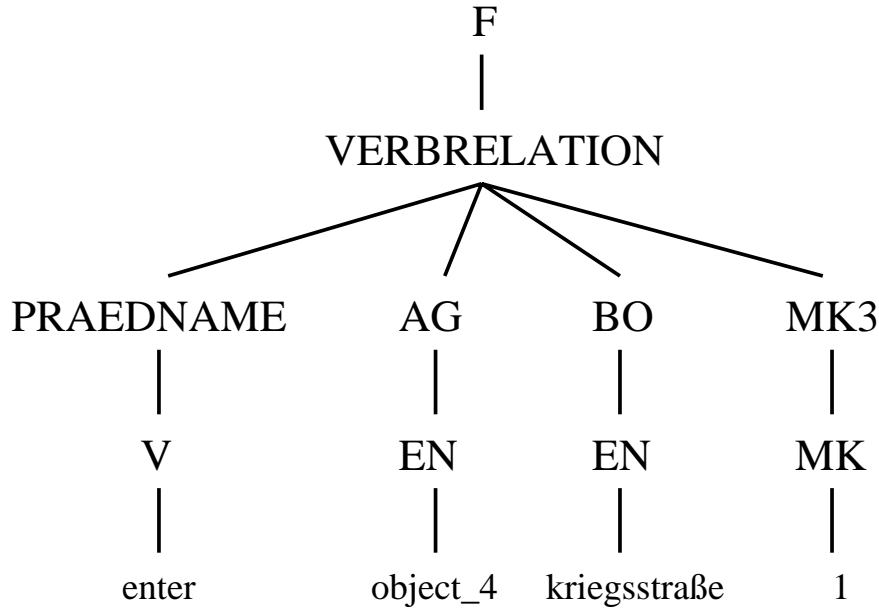 F
VERBRELATION
PRAEDNAME AG BO MK3
V EN EN MK
enter object_4 kriegsstraße 1